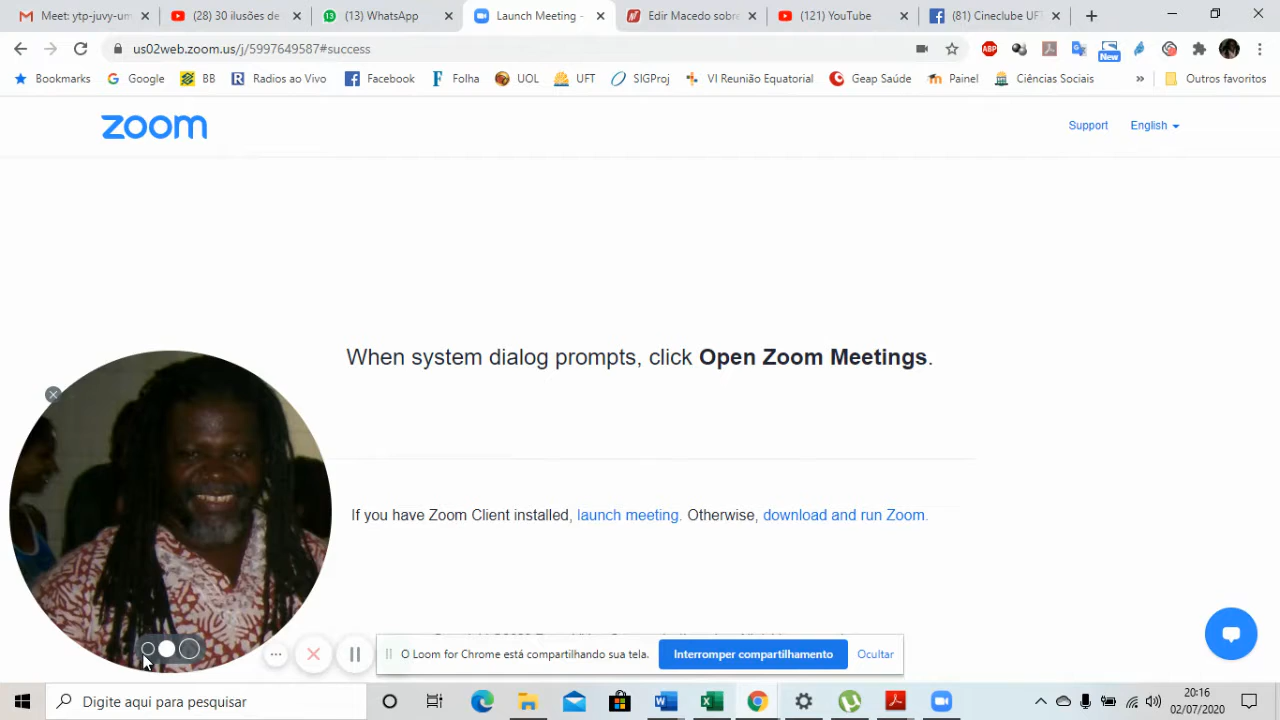 Meet: ytp-juvy-um
(28) ilusões de
(13) WhatsApp
Launch Meeting -
Edir Macedo sobre
(121) YouTube
(81) Cineclube UFT
us02web.zoom.us/j/5997649587#success
ABP
New
Bookmarks Google BB Radios ao Vivo Facebook Folha UOL UFT SIGProj VI Reunião Equatorial Geap Saúde Painel Ciências Sociais » Outros favoritos
zoom
Support English
When system dialog prompts, click Open Zoom Meetings.
If you have Zoom Client installed, launch meeting. Otherwise, download and run Zoom.
O Loom for Chrome está compartilhando sua tela. Interromper compartilhamento Ocultar
Digite aqui para pesquisar
20:16
02/07/2020